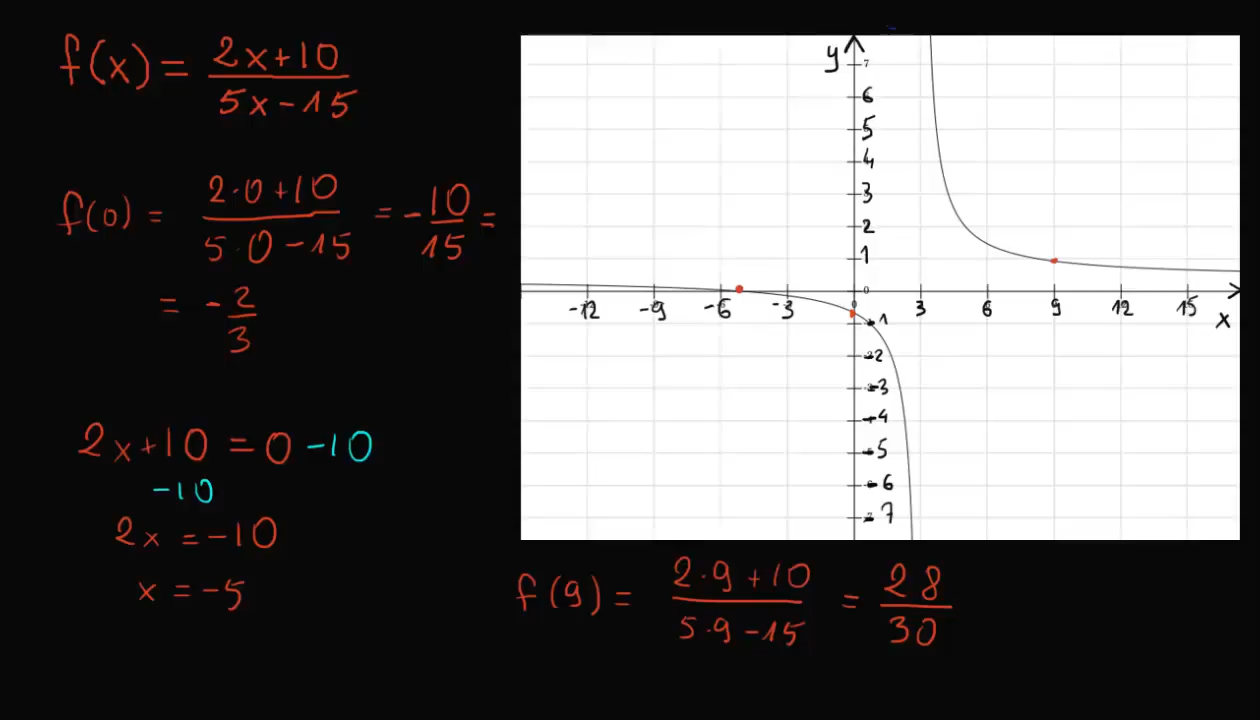 f(x) = (2x+10)/(5x-15)
f(0) = (2·0+10)/(5·0-15) = -10/15 =
= -2/3
2x+10 = 0 -10
-10
2x = -10
x = -5
y
7
6
5
4
3
2
1
0
-12 -9 -6 -3 0 3 6 9 12 15 x
-1
-2
-3
-4
-5
-6
-7
f(9) = (2·9+10)/(5·9-15) = 28/30